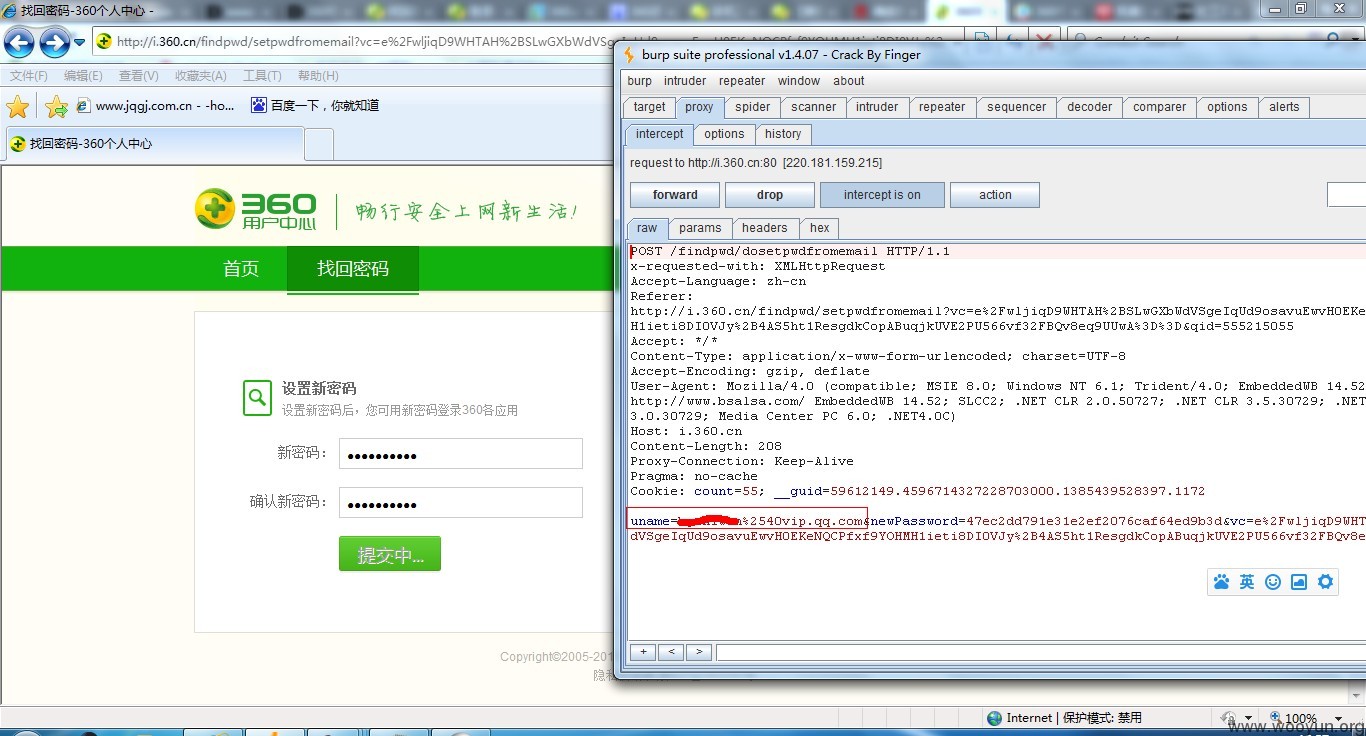 找回密码-360个人中心 -
http://i.360.cn/findpwd/setpwdfromemail?vc=e%2FwljiqD9WHTAH%2BSLwGXbWdVSg
文件(F) 编辑(E) 查看(V) 收藏夹(A) 工具(T) 帮助(H)
www.jqgj.com.cn - -ho... 百度一下，你就知道
找回密码-360个人中心
360
用户中心
畅行安全上网新生活！
首页 找回密码
设置新密码
设置新密码后，您可用新密码登录360各应用
新密码：
确认新密码：
提交中...
Copyright©2005-201
隐私
burp suite professional v1.4.07 - Crack By Finger
burp intruder repeater window about
target proxy spider scanner intruder repeater sequencer decoder comparer options alerts
intercept options history
request to http://i.360.cn:80 [220.181.159.215]
forward drop intercept is on action
raw params headers hex
POST /findpwd/dosetpwdfromemail HTTP/1.1
x-requested-with: XMLHttpRequest
Accept-Language: zh-cn
Referer:
http://i.360.cn/findpwd/setpwdfromemail?vc=e%2FwljiqD9WHTAH%2BSLwGXbWdVSgeIqUd9osavuEwvHOEKe
H1ieti8DIOVJy%2B4AS5ht1ResgdkCopABuqjkUVE2PU566vf32FBQv8eq9UUwA%3D%3D&qid=555215055
Accept: */*
Content-Type: application/x-www-form-urlencoded; charset=UTF-8
Accept-Encoding: gzip, deflate
User-Agent: Mozilla/4.0 (compatible; MSIE 8.0; Windows NT 6.1; Trident/4.0; EmbeddedWB 14.52
http://www.bsalsa.com/ EmbeddedWB 14.52; SLCC2; .NET CLR 2.0.50727; .NET CLR 3.5.30729; .NET
3.0.30729; Media Center PC 6.0; .NET4.0C)
Host: i.360.cn
Content-Length: 208
Proxy-Connection: Keep-Alive
Pragma: no-cache
Cookie: count=55; __guid=59612149.4596714327228703000.1385439528397.1172
uname= %2540vip.qq.com&newPassword=47ec2dd791e31e2ef2076caf64ed9b3d&vc=e%2FwljiqD9WHT
dVSgeIqUd9osavuEwvHOEKeNQCPfxf9YOHMH1ieti8DIOVJy%2B4AS5ht1ResgdkCopABuqjkUVE2PU566vf32FBQv8e
英
+ < >
Internet | 保护模式: 禁用
100%
www.wooyun.org